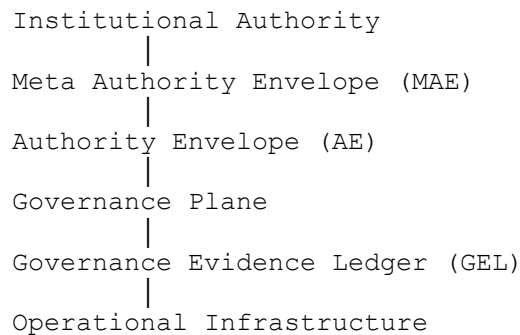 Institutional Authority
Meta Authority Envelope (MAE)
Authority Envelope (AE)
Governance Plane
Governance Evidence Ledger (GEL)
Operational Infrastructure